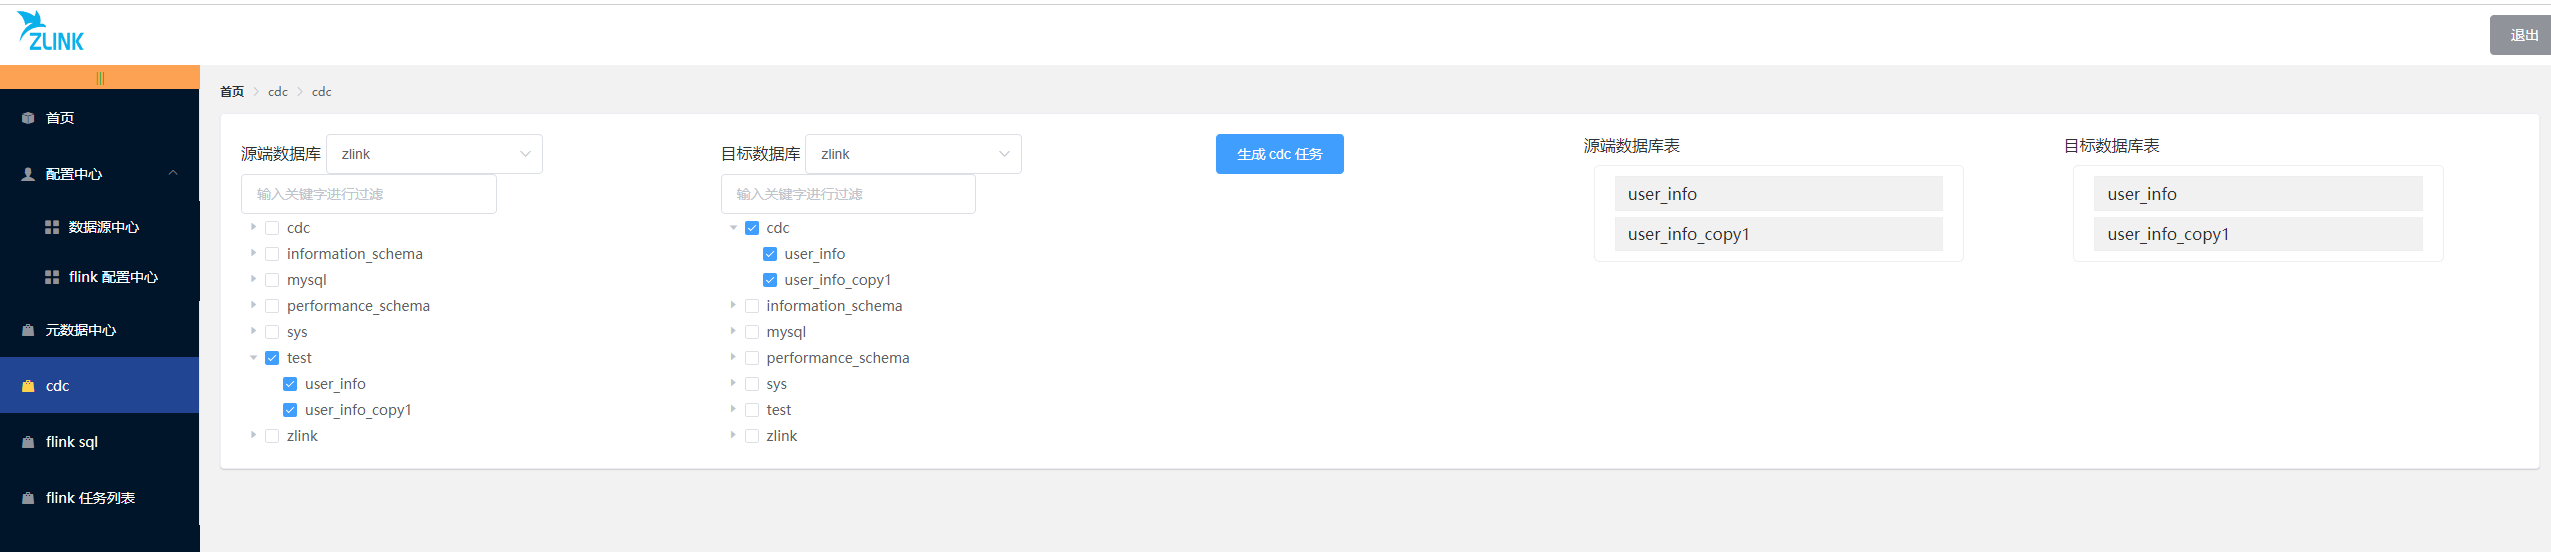 ZLINK
退出
首页
配置中心
数据源中心
flink 配置中心
元数据中心
cdc
flink sql
flink 任务列表
首页 > cdc > cdc
源端数据库 zlink
输入关键字进行过滤
cdc
information_schema
mysql
performance_schema
sys
test
user_info
user_info_copy1
zlink
目标数据库 zlink
输入关键字进行过滤
cdc
user_info
user_info_copy1
information_schema
mysql
performance_schema
sys
test
zlink
生成 cdc 任务
源端数据库表
user_info
user_info_copy1
目标数据库表
user_info
user_info_copy1